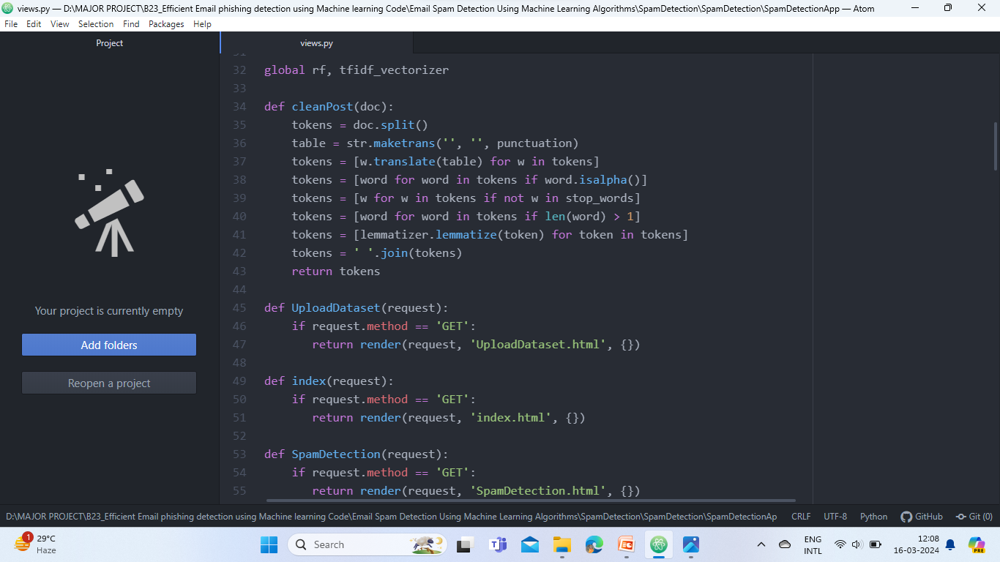 views.py — D:\MAJOR PROJECT\B23_Efficient Email phishing detection using Machine learning Code\Email Spam Detection Using Machine Learning Algorithms\SpamDetection\SpamDetection\SpamDetectionApp — Atom
File Edit View Selection Find Packages Help
Project
views.py
32 global rf, tfidf_vectorizer
33
34 def cleanPost(doc):
35     tokens = doc.split()
36     table = str.maketrans('', '', punctuation)
37     tokens = [w.translate(table) for w in tokens]
38     tokens = [word for word in tokens if word.isalpha()]
39     tokens = [w for w in tokens if not w in stop_words]
40     tokens = [word for word in tokens if len(word) > 1]
41     tokens = [lemmatizer.lemmatize(token) for token in tokens]
42     tokens = ' '.join(tokens)
43     return tokens
44
45 def UploadDataset(request):
46     if request.method == 'GET':
47        return render(request, 'UploadDataset.html', {})
48
49 def index(request):
50     if request.method == 'GET':
51        return render(request, 'index.html', {})
52
53 def SpamDetection(request):
54     if request.method == 'GET':
55        return render(request, 'SpamDetection.html', {})
Your project is currently empty
Add folders
Reopen a project
D:\MAJOR PROJECT\B23_Efficient Email phishing detection using Machine learning Code\Email Spam Detection Using Machine Learning Algorithms\SpamDetection\SpamDetection\SpamDetectionAp CRLF UTF-8 Python GitHub Git (0)
1
29°C
Haze
Search
ENG
INTL
12:08
16-03-2024
PRE